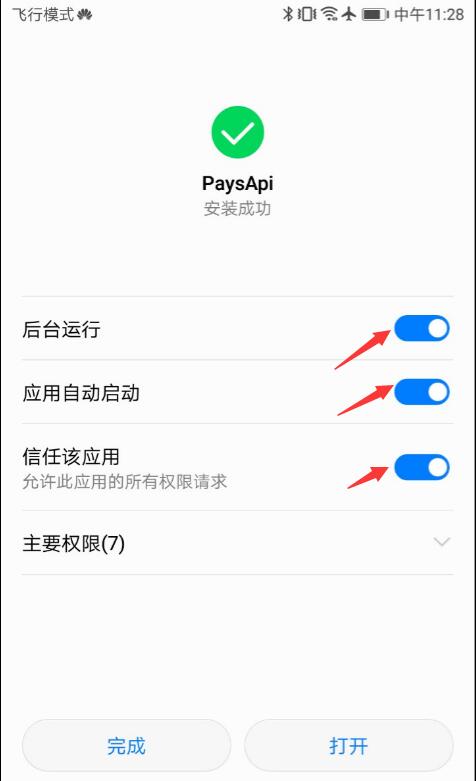 飞行模式
中午11:28
PaysApi
安装成功
后台运行
应用自动启动
信任该应用
允许此应用的所有权限请求
主要权限(7)
完成
打开